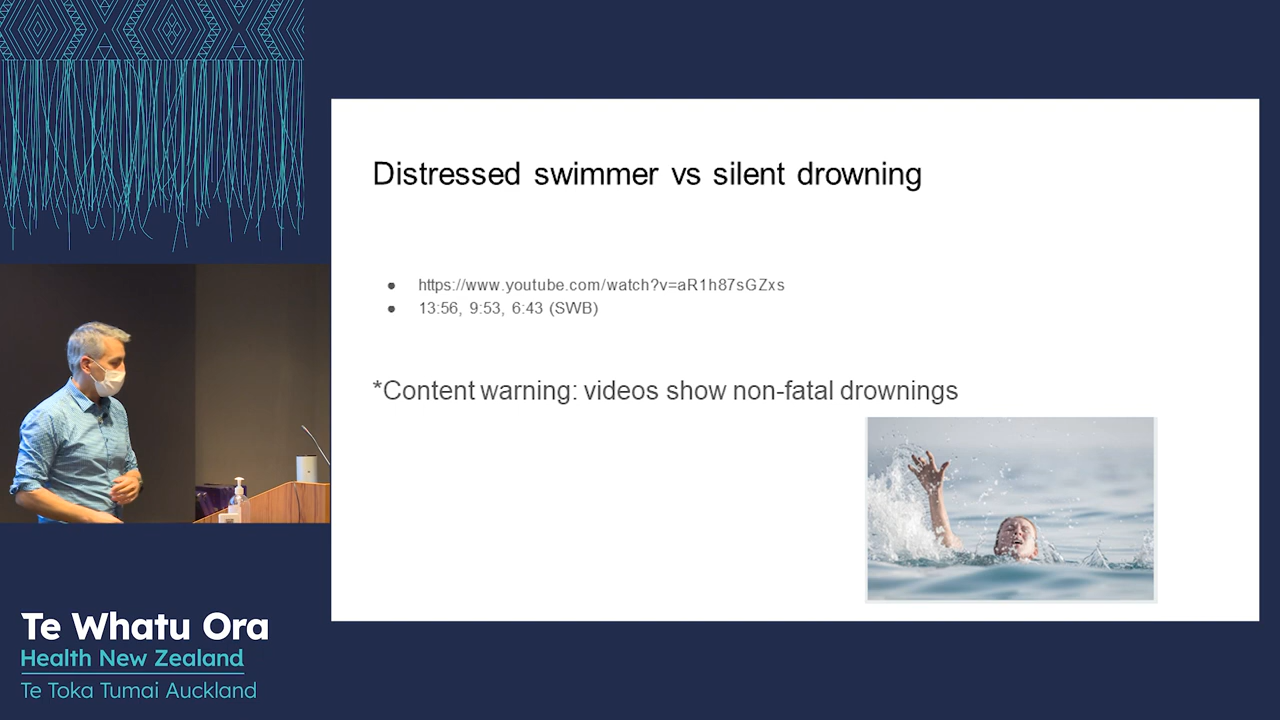 Distressed swimmer vs silent drowning
● https://www.youtube.com/watch?v=aR1h87sGZxs
● 13:56, 9:53, 6:43 (SWB)
*Content warning: videos show non-fatal drownings
Te Whatu Ora
Health New Zealand
Te Toka Tumai Auckland